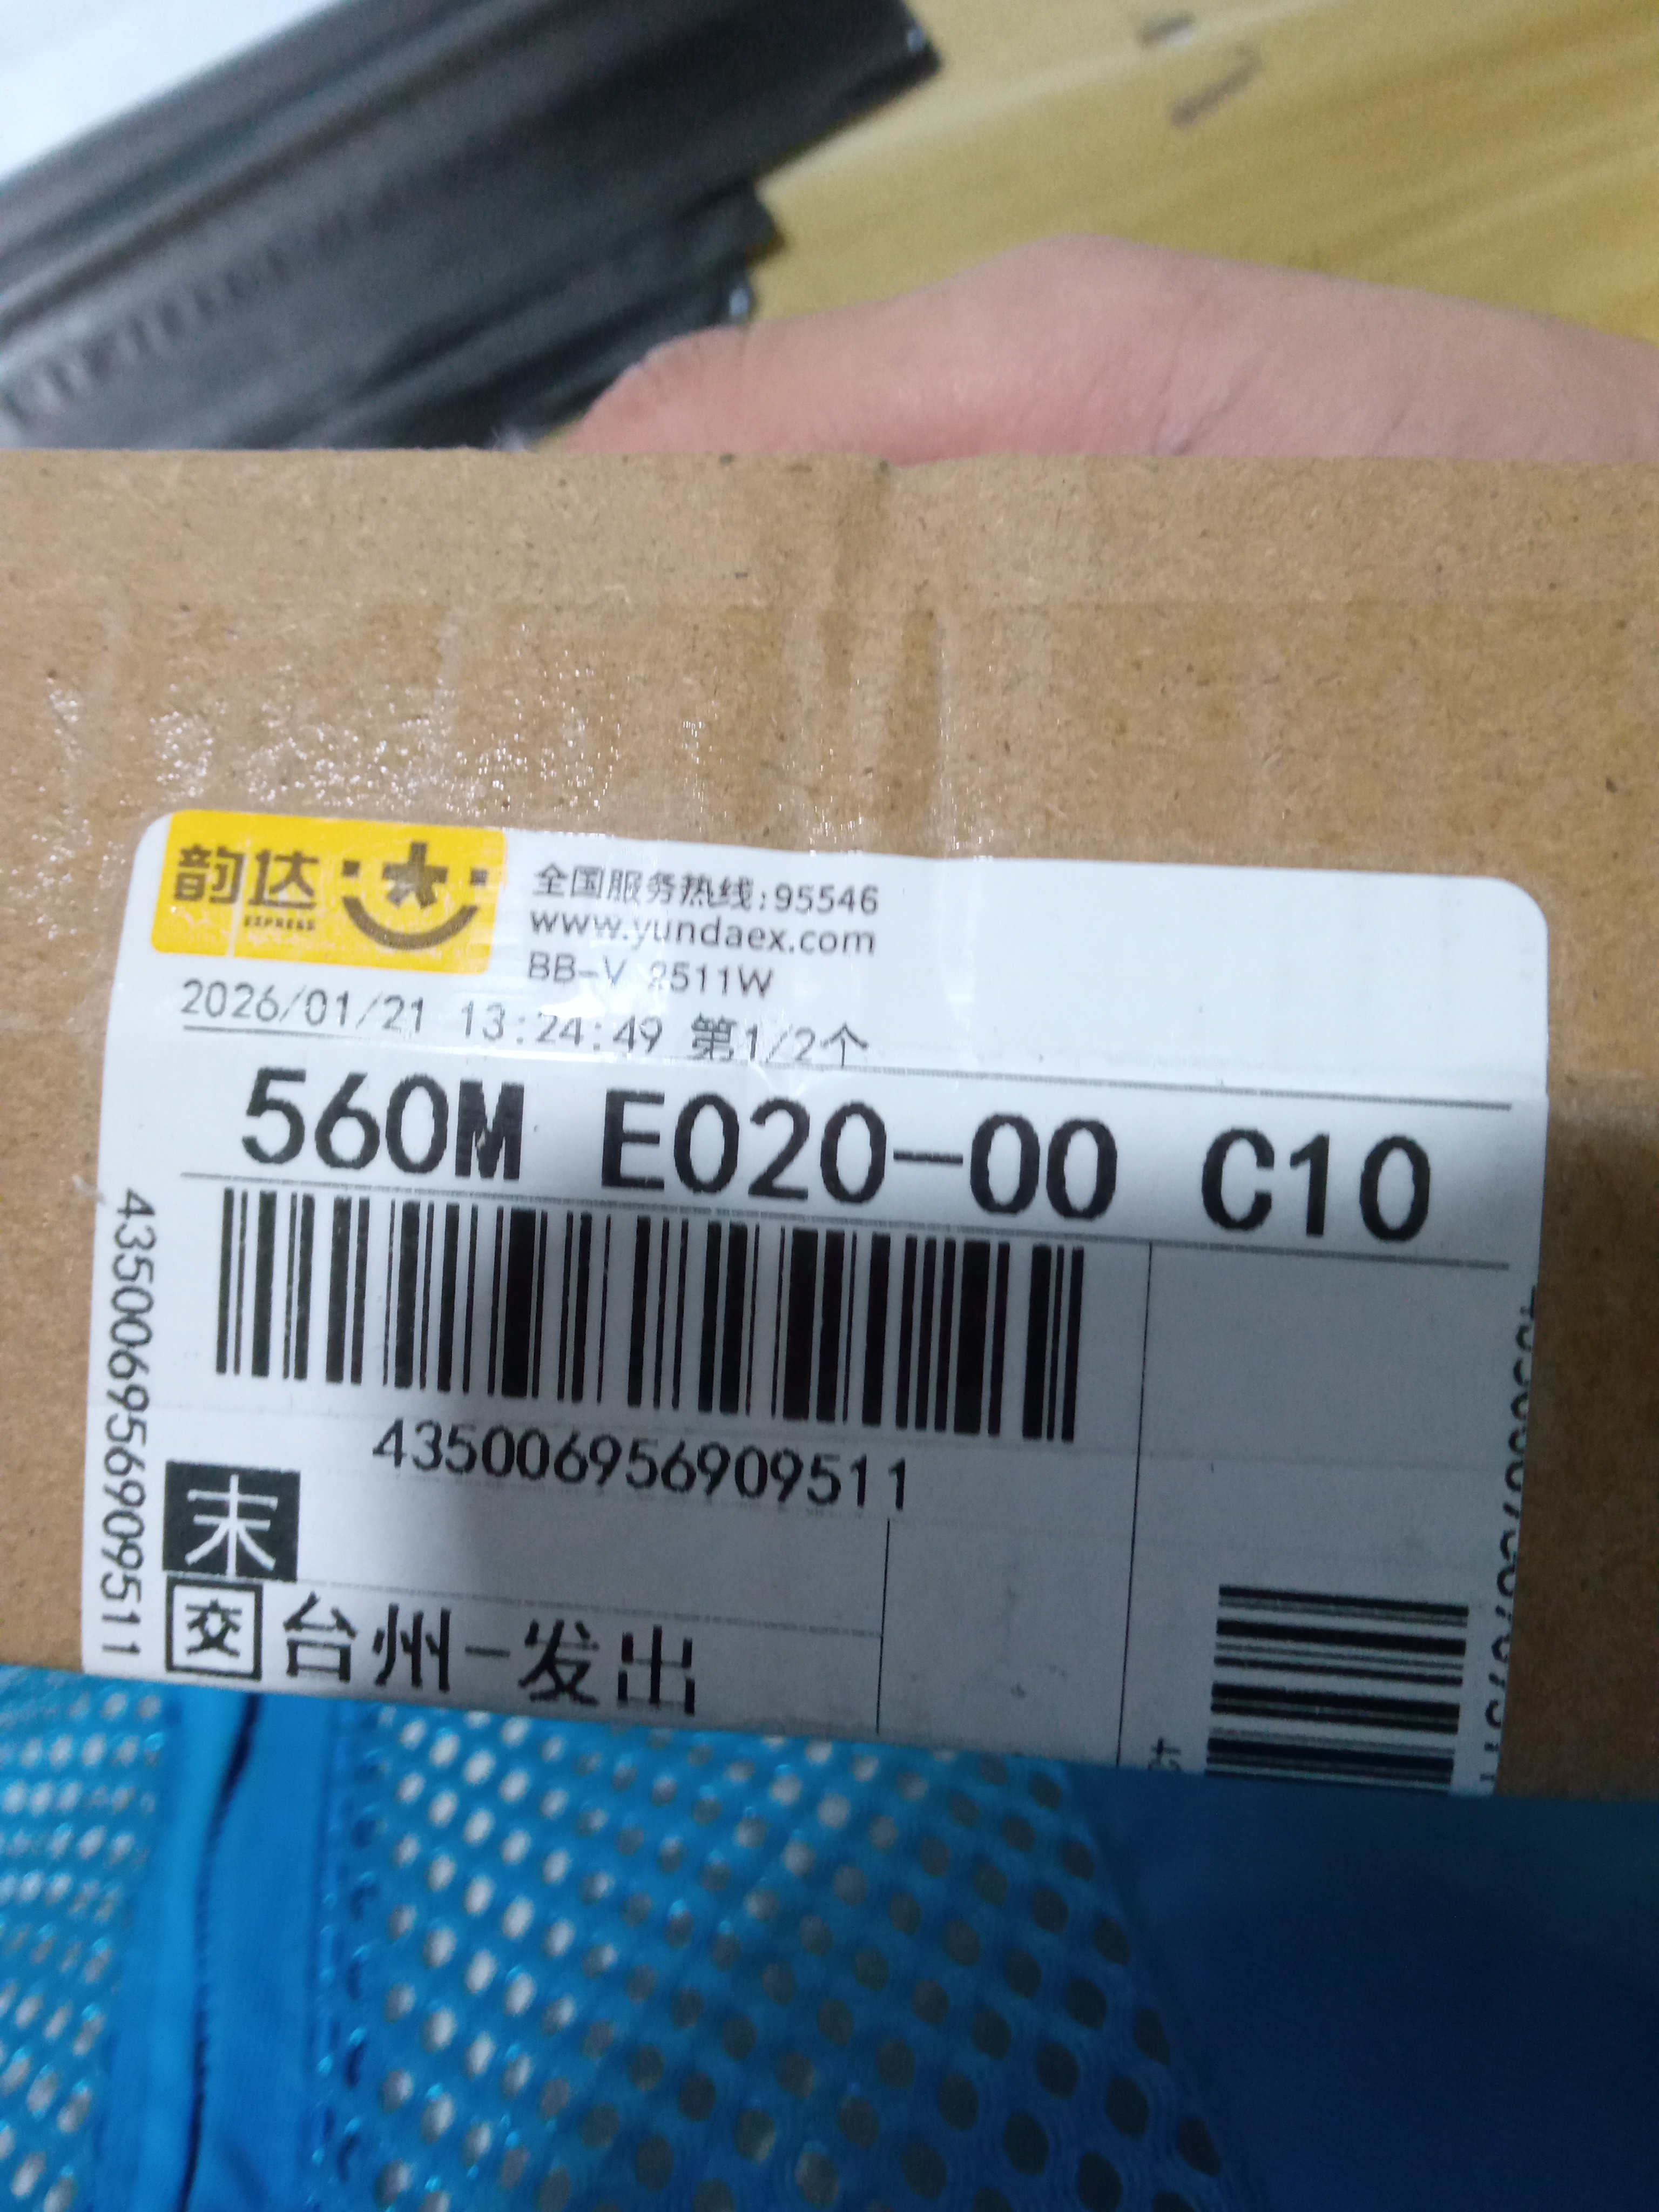 韵达
EXPRESS
全国服务热线:95546
www.yundaex.com
BB-V 2511W
2026/01/21 13:24:49 第1/2个
560M E020-00 C10
435006956909511
435006956909511
末
交 台州-发出